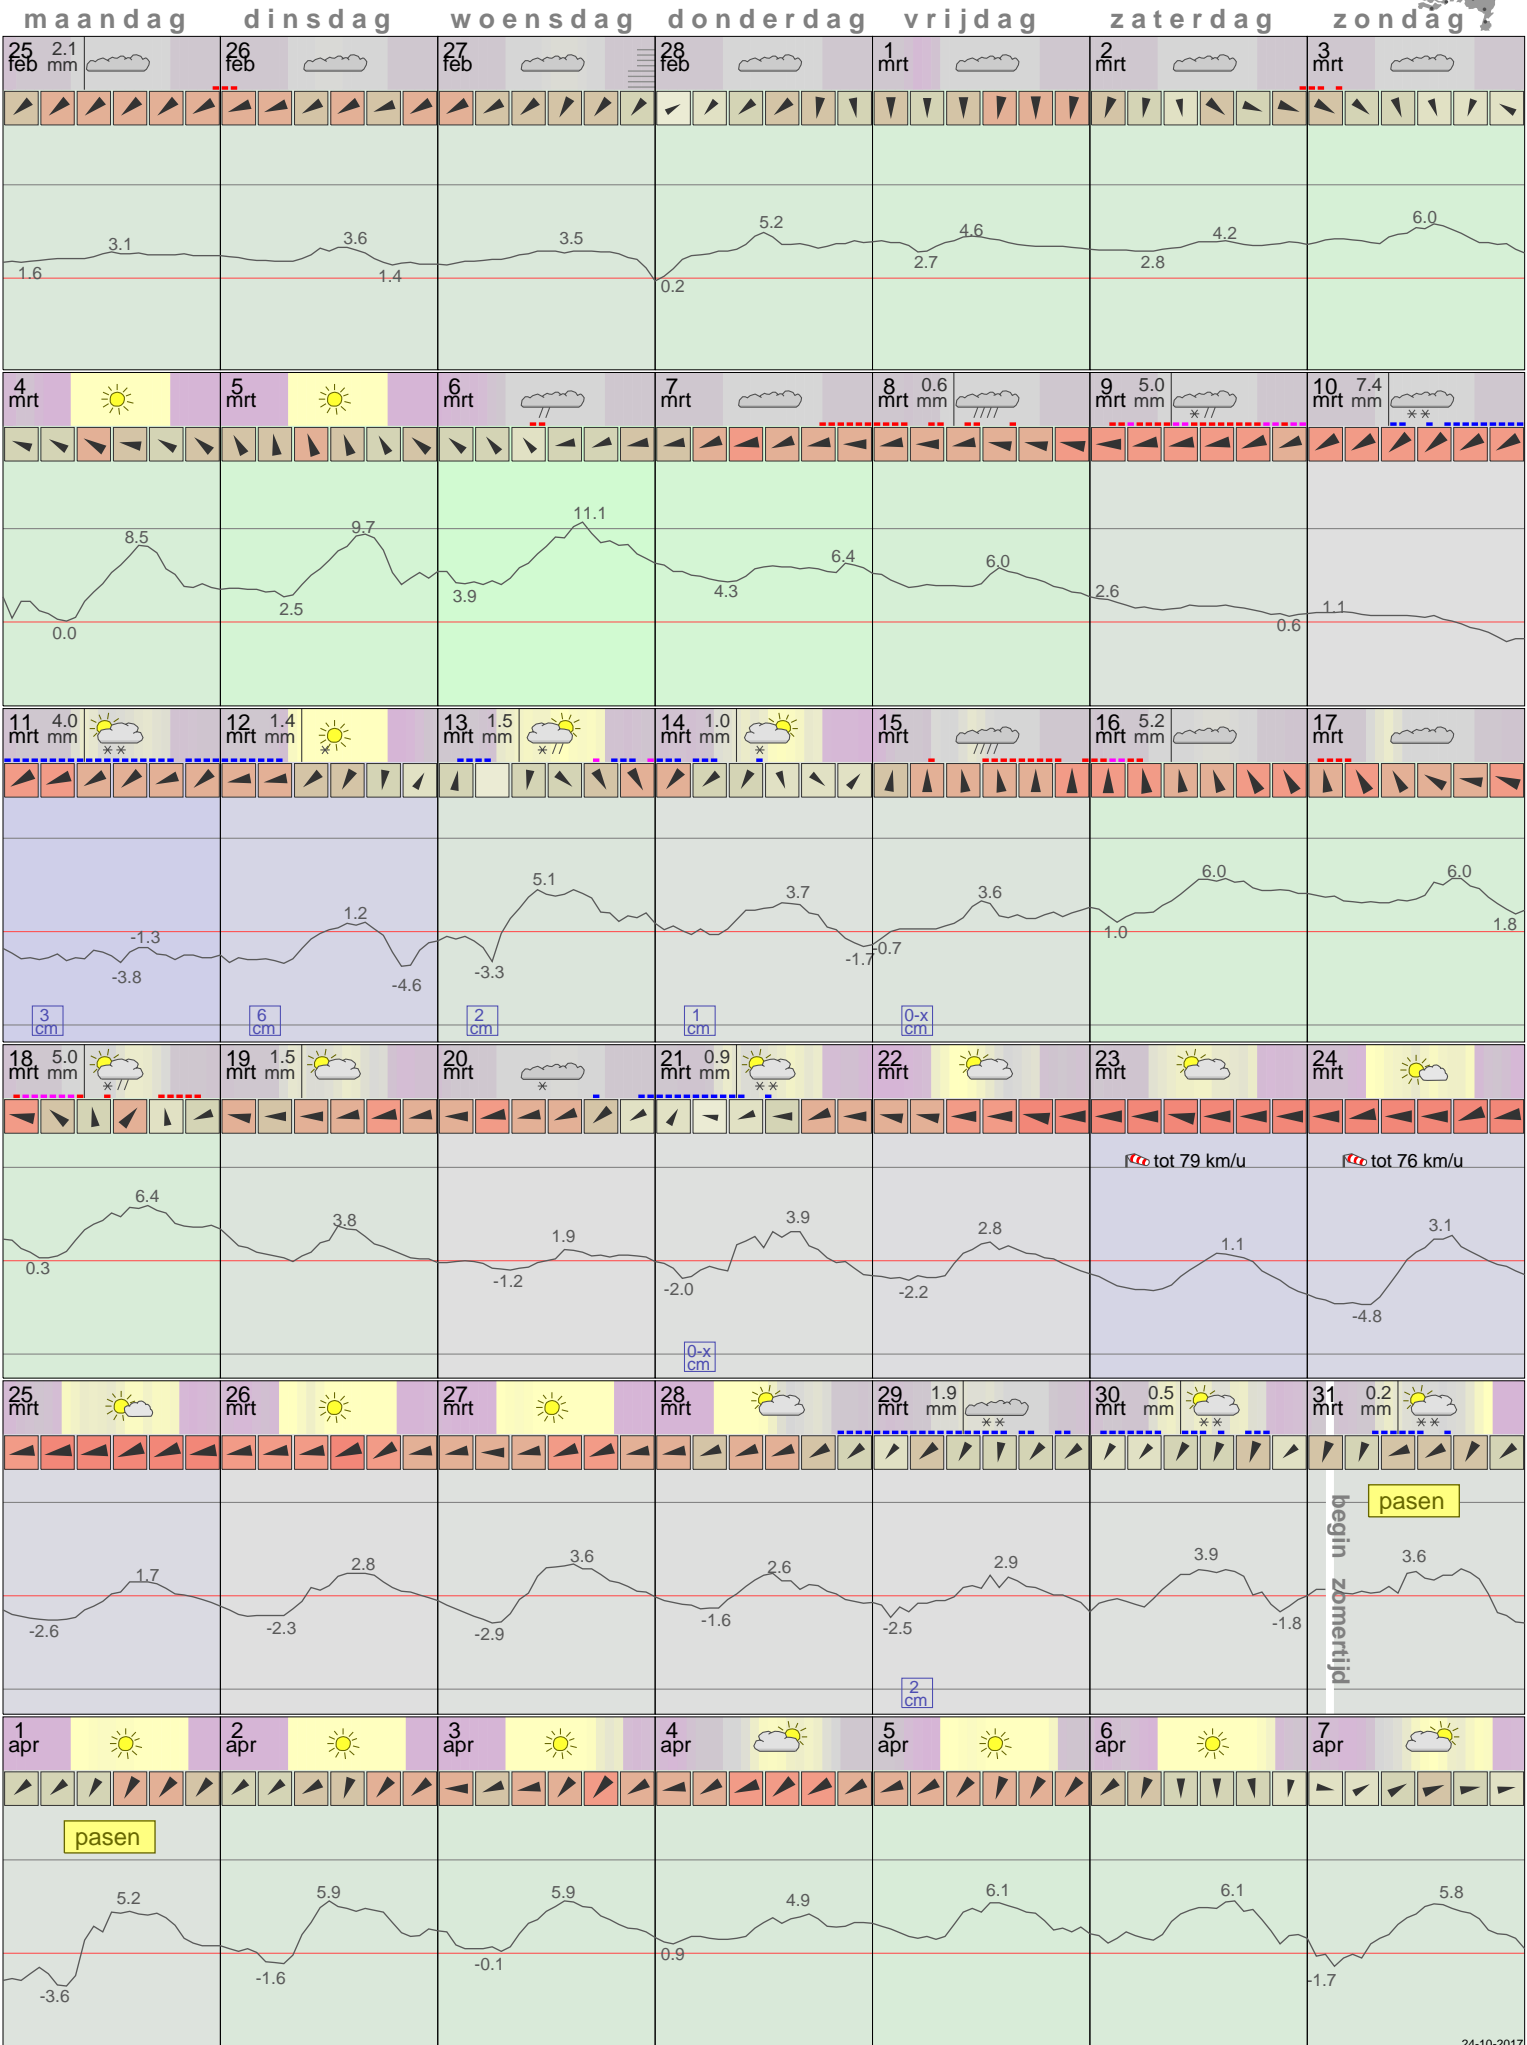 maandag dinsdag woensdag donderdag vrijdag zaterdag zondag
25 feb 2.1 mm 26 feb 27 feb 28 feb 1 mrt 2 mrt 3 mrt
3.1 3.6 3.5 5.2 4.6 4.2 6.0
1.6 1.4 0.2 2.7 2.8
4 mrt 5 mrt 6 mrt 7 mrt 8 mrt 0.6 mm 9 mrt 5.0 mm 10 mrt 7.4 mm
8.5 9.7 11.1 6.4 6.0 2.6 1.1
0.0 2.5 3.9 4.3 0.6
11 mrt 4.0 mm 12 mrt 1.4 mm 13 mrt 1.5 mm 14 mrt 1.0 mm 15 mrt 16 mrt 5.2 mm 17 mrt
-1.3 1.2 5.1 3.7 3.6 6.0 6.0
-3.8 -4.6 -3.3 -1.7 -0.7 1.0 1.8
3 cm 6 cm 2 cm 1 cm 0-x cm
18 mrt 5.0 mm 19 mrt 1.5 mm 20 mrt 21 mrt 0.9 mm 22 mrt 23 mrt 24 mrt
tot 79 km/u tot 76 km/u
6.4 3.8 1.9 3.9 2.8 1.1 3.1
0.3 -1.2 -2.0 -2.2 -4.8
0-x cm
25 mrt 26 mrt 27 mrt 28 mrt 29 mrt 1.9 mm 30 mrt 0.5 mm 31 mrt 0.2 mm
pasen
begin zomertijd
1.7 2.8 3.6 2.6 2.9 3.9 3.6
-2.6 -2.3 -2.9 -1.6 -2.5 -1.8
2 cm
1 apr 2 apr 3 apr 4 apr 5 apr 6 apr 7 apr
pasen
5.2 5.9 5.9 4.9 6.1 6.1 5.8
-3.6 -1.6 -0.1 0.9 -1.7
24-10-2017